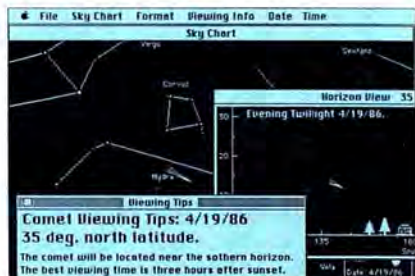 File Sky Chart Format Viewing Info Date Time
Sky Chart
Virgo
Sextans
Corvus
Hydra
Horizon View 35
50
Evening Twilight 4/19/86.
20
135
Viewing Tips
Comet Viewing Tips: 4/19/86
35 deg. north latitude.
The comet will be located near the sothern horizon.
The best viewing time is three hours after sunset.
Date: 4/19/86